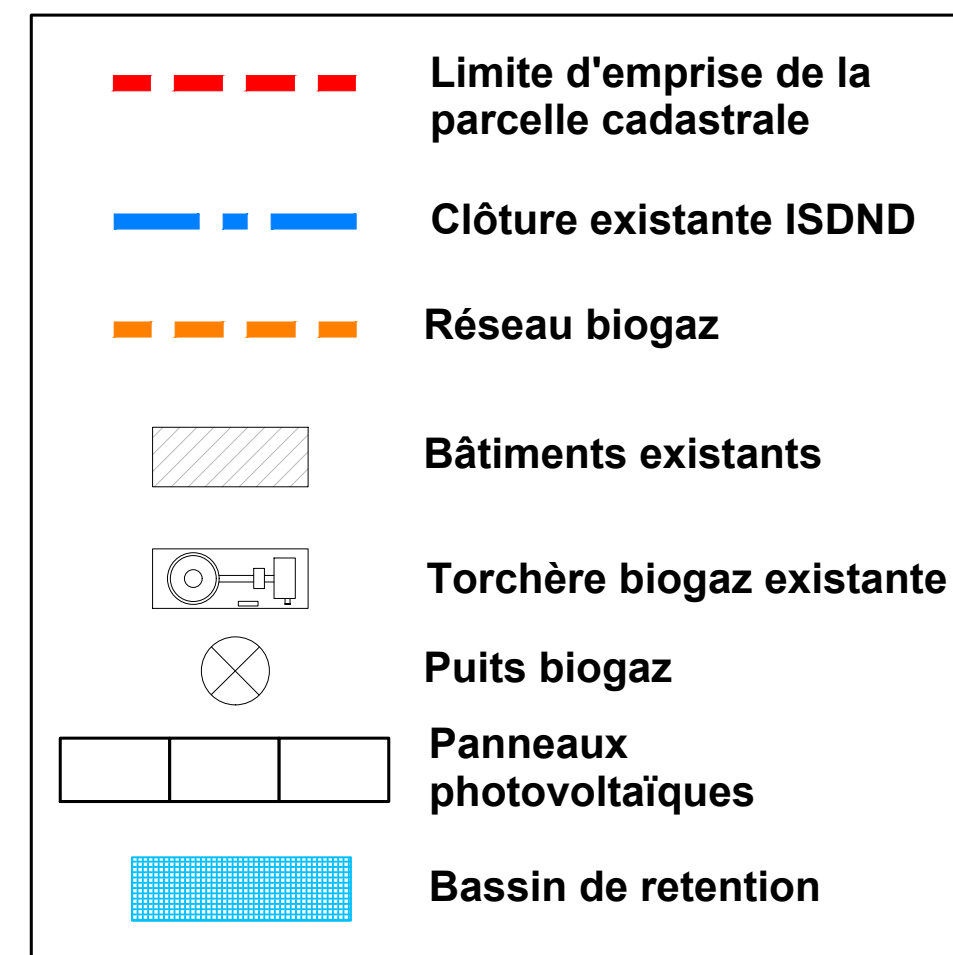 Limite d'emprise de la
parcelle cadastrale
Clôture existante ISDND
Réseau biogaz
Bâtiments existants
Torchère biogaz existante
Puits biogaz
Panneaux
photovoltaïques
Bassin de retention